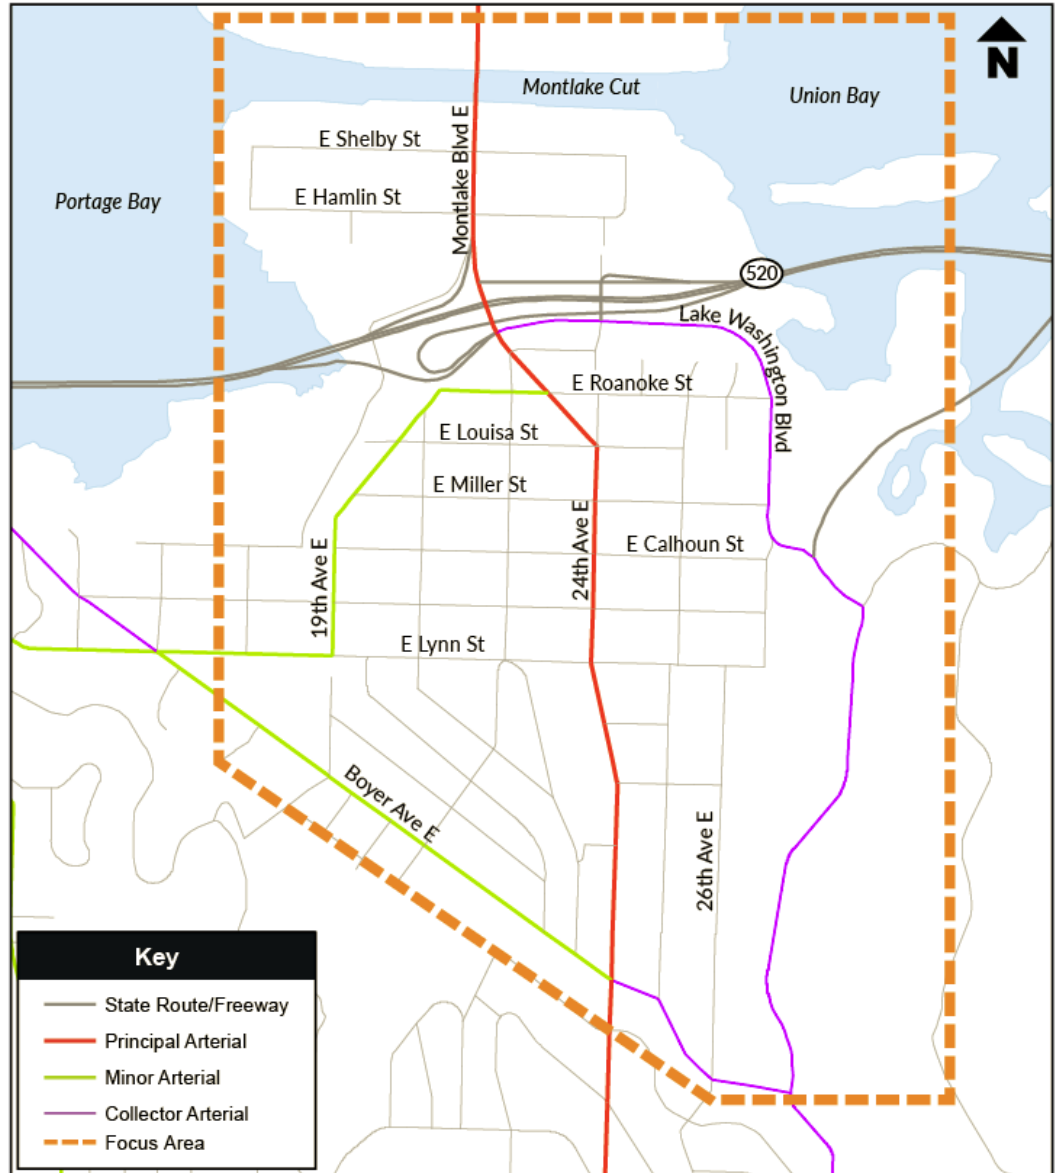 N
Montlake Cut
Union Bay
Montlake Blvd E
E Shelby St
E Hamlin St
Portage Bay
520
Lake Washington Blvd
E Roanoke St
E Louisa St
E Miller St
24th Ave E
E Calhoun St
19th Ave E
E Lynn St
Boyer Ave E
26th Ave E
Key
State Route/Freeway
Principal Arterial
Minor Arterial
Collector Arterial
Focus Area